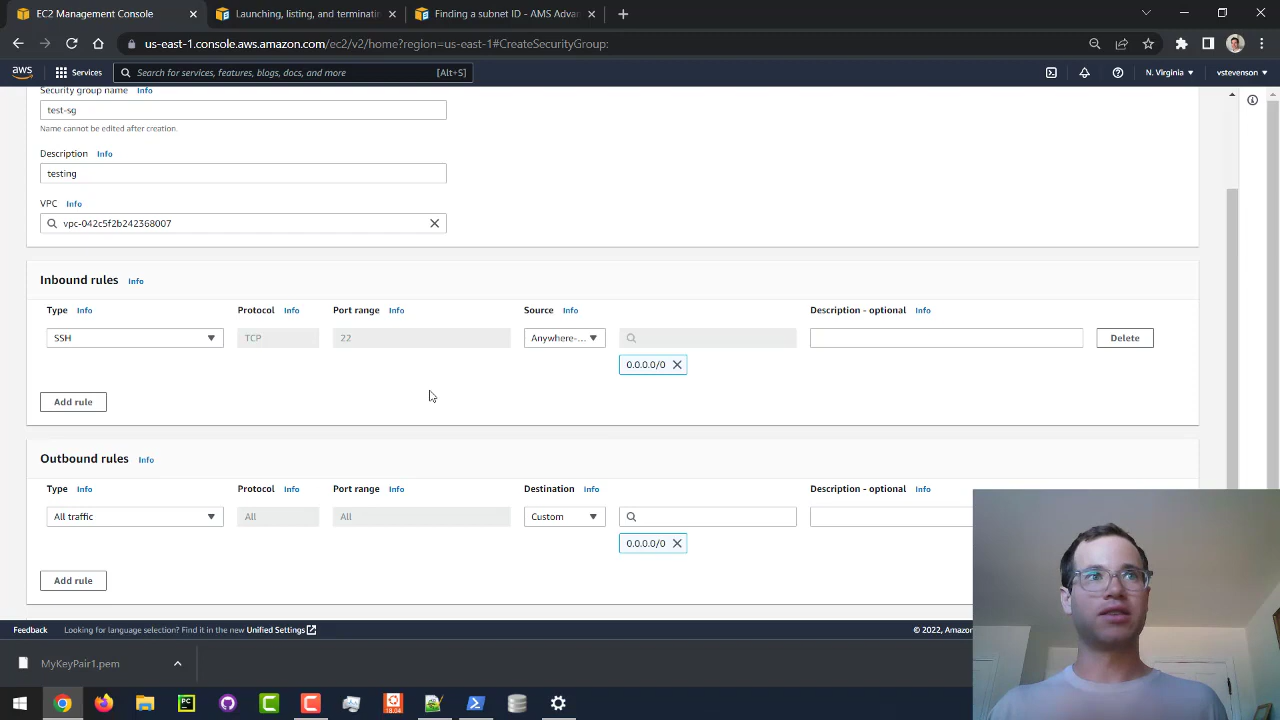 EC2 Management Console
Launching, listing, and terminatin
Finding a subnet ID - AMS Advan
us-east-1.console.aws.amazon.com/ec2/v2/home?region=us-east-1#CreateSecurityGroup:
aws
Services
Search for services, features, blogs, docs, and more
[Alt+S]
N. Virginia
vstevenson
Security group name Info
test-sg
Name cannot be edited after creation.
Description Info
testing
VPC Info
vpc-042c5f2b242368007
Inbound rules Info
Type Info Protocol Info Port range Info Source Info Description - optional Info
SSH TCP 22 Anywhere-... Delete
0.0.0.0/0
Add rule
Outbound rules Info
Type Info Protocol Info Port range Info Destination Info Description - optional Info
All traffic All All Custom
0.0.0.0/0
Add rule
Feedback Looking for language selection? Find it in the new Unified Settings © 2022, Amazon
MyKeyPair1.pem
PC
C
C
18.04